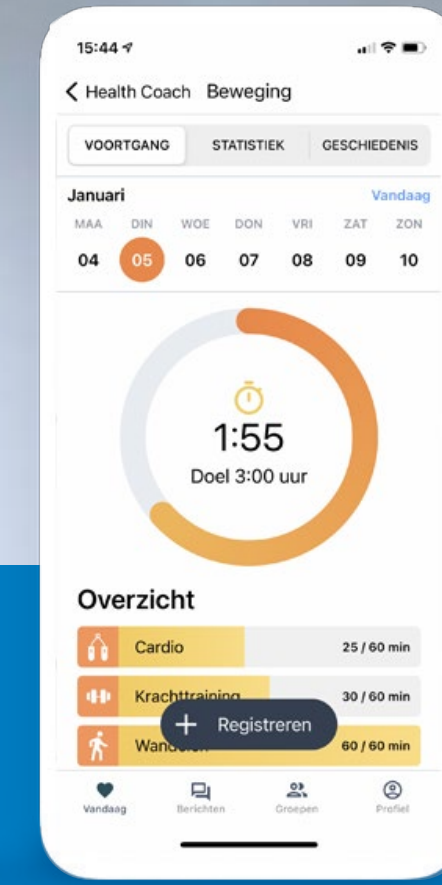 15:44
Health Coach Beweging
VOORTGANG STATISTIEK GESCHIEDENIS
Januari Vandaag
MAA DIN WOE DON VRI ZAT ZON
04 05 06 07 08 09 10
1:55
Doel 3:00 uur
Overzicht
Cardio 25 / 60 min
Krachttraining 30 / 60 min
+ Registreren
60 / 60 min
Vandaag Berichten Groepen Profiel